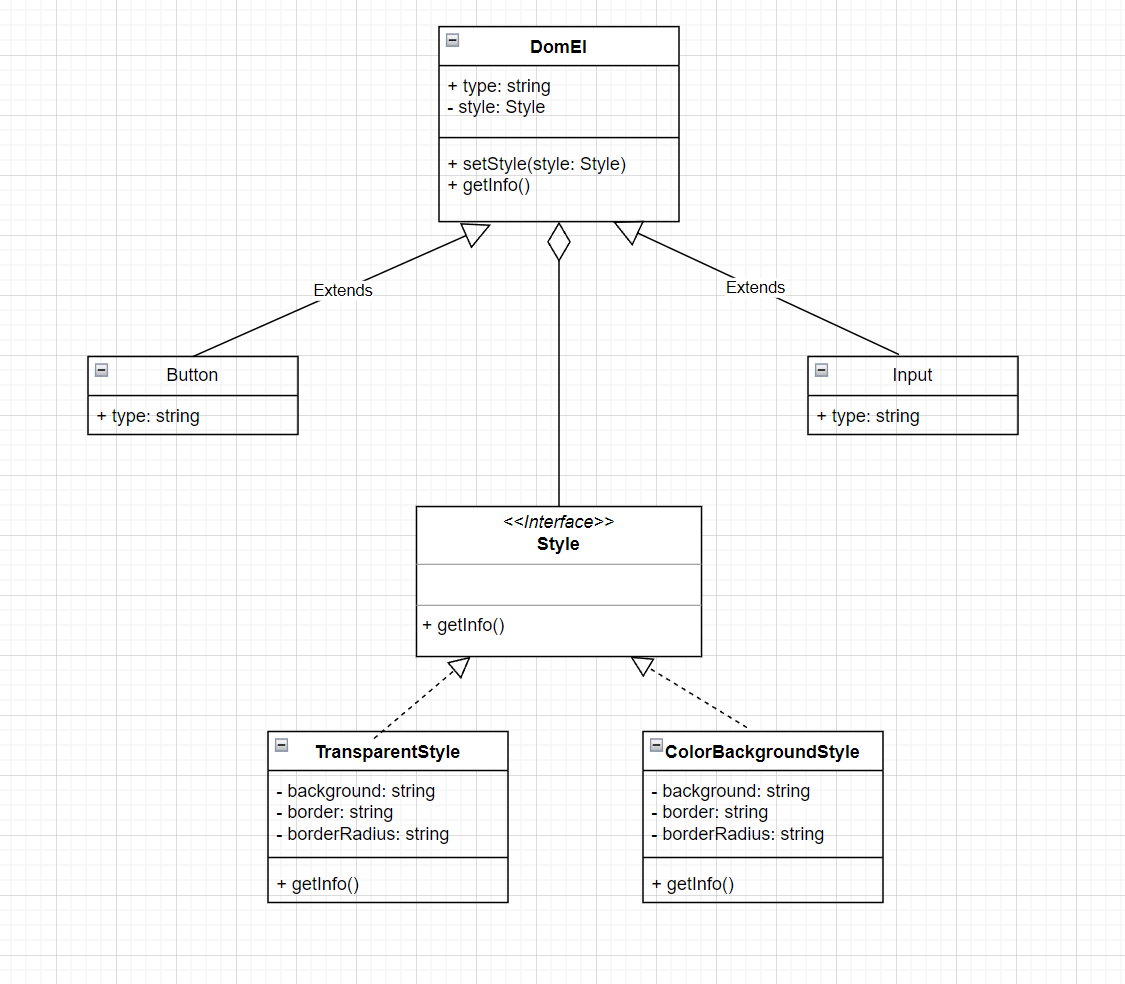 DomEl
+ type: string
- style: Style
+ setStyle(style: Style)
+ getInfo()
Extends
Extends
Button
+ type: string
Input
+ type: string
<<Interface>>
Style
+ getInfo()
TransparentStyle
- background: string
- border: string
- borderRadius: string
+ getInfo()
ColorBackgroundStyle
- background: string
- border: string
- borderRadius: string
+ getInfo()